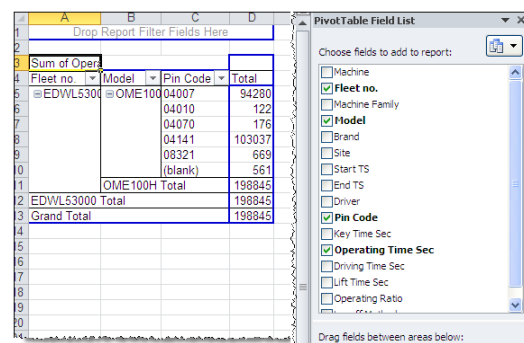 A B C D
1 Drop Report Filter Fields Here
2
3 Sum of Opera
4 Fleet no. Model Pin Code Total
5 EDWL5300 OME100 04007 94280
6 04010 122
7 04070 176
8 04141 103037
9 08321 669
10 (blank) 561
11 OME100H Total 198845
12 EDWL53000 Total 198845
13 Grand Total 198845
14
15
16
17
18
19
20
PivotTable Field List
Choose fields to add to report:
Machine
Fleet no.
Machine Family
Model
Brand
Site
Start TS
End TS
Driver
Pin Code
Key Time Sec
Operating Time Sec
Driving Time Sec
Lift Time Sec
Operating Ratio
Drag fields between areas below: